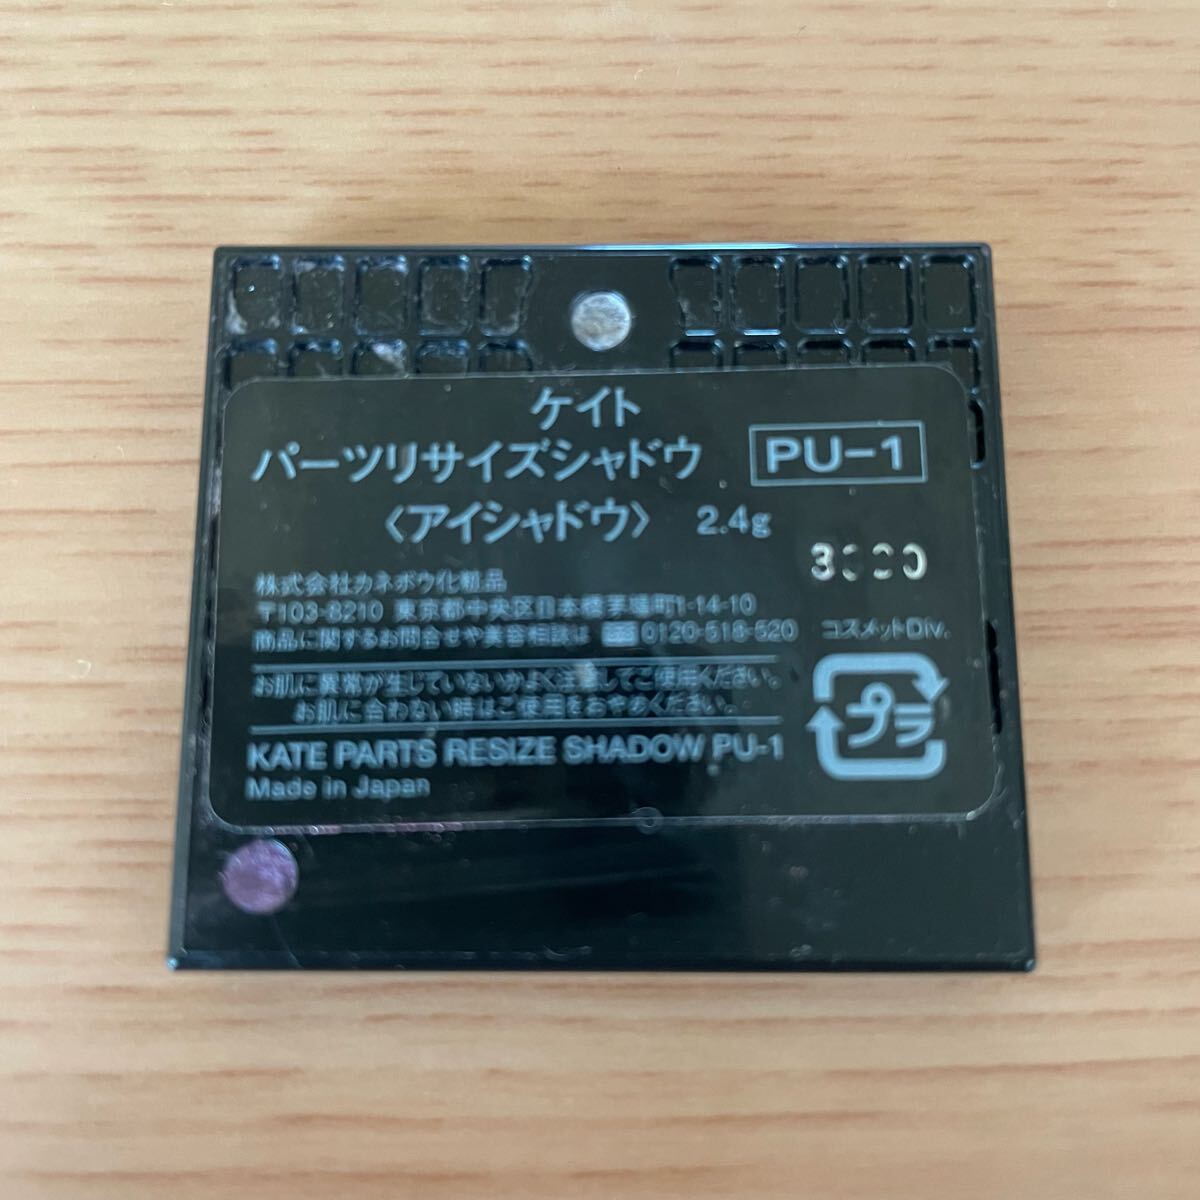 ケイト
パーツリサイズシャドウ
PU-1
〈アイシャドウ〉 2.4g
株式会社カネボウ化粧品
〒103-8210 東京都中央区日本橋茅場町1-14-10
商品に関するお問合せや美容相談は 0120-518-520
コスメットDiv.
お肌に異常が生じていないかよく注意してご使用ください。
お肌に合わない時はご使用をおやめください。
プラ
KATE PARTS RESIZE SHADOW PU-1
Made in Japan